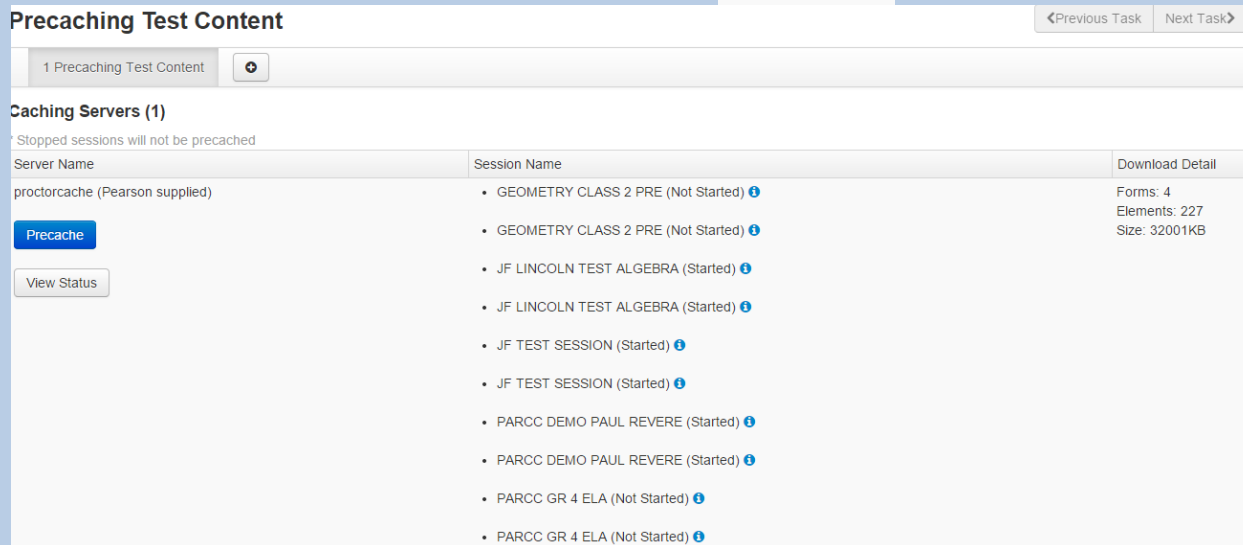 Precaching Test Content
Previous Task
Next Task
1 Precaching Test Content
Caching Servers (1)
* Stopped sessions will not be precached
Server Name
Session Name
Download Detail
proctorcache (Pearson supplied)
Precache
View Status
• GEOMETRY CLASS 2 PRE (Not Started)
• GEOMETRY CLASS 2 PRE (Not Started)
• JF LINCOLN TEST ALGEBRA (Started)
• JF LINCOLN TEST ALGEBRA (Started)
• JF TEST SESSION (Started)
• JF TEST SESSION (Started)
• PARCC DEMO PAUL REVERE (Started)
• PARCC DEMO PAUL REVERE (Started)
• PARCC GR 4 ELA (Not Started)
• PARCC GR 4 ELA (Not Started)
Forms: 4
Elements: 227
Size: 32001KB